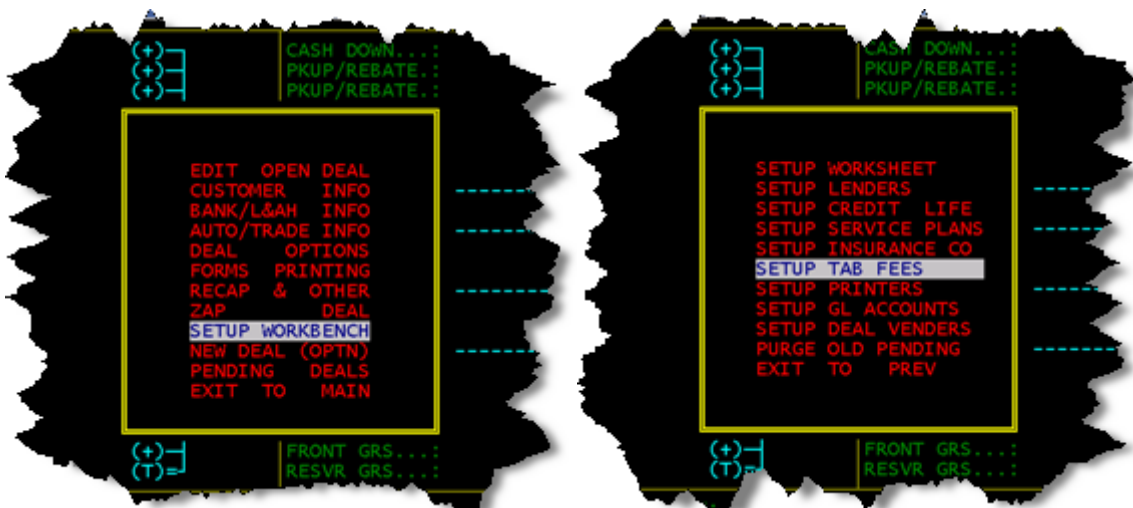 (+) CASH DOWN...:
(+) PKUP/REBATE.:
(+) PKUP/REBATE.:
EDIT OPEN DEAL
CUSTOMER INFO
BANK/L&AH INFO
AUTO/TRADE INFO
DEAL OPTIONS
FORMS PRINTING
RECAP & OTHER
ZAP DEAL
SETUP WORKBENCH
NEW DEAL (OPTN)
PENDING DEALS
EXIT TO MAIN
(+) FRONT GRS...:
(T)= RESVR GRS...:
(+) CASH DOWN...:
(+) PKUP/REBATE.:
(+) PKUP/REBATE.:
SETUP WORKSHEET
SETUP LENDERS
SETUP CREDIT LIFE
SETUP SERVICE PLANS
SETUP INSURANCE CO
SETUP TAB FEES
SETUP PRINTERS
SETUP GL ACCOUNTS
SETUP DEAL VENDERS
PURGE OLD PENDING
EXIT TO PREV
(+) FRONT GRS...:
(T)= RESVR GRS...: